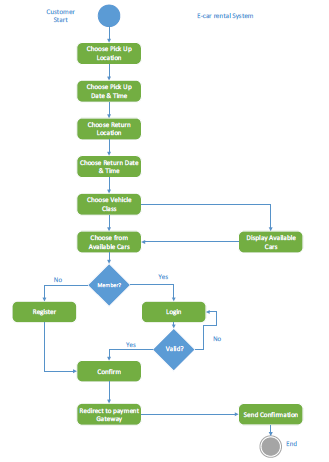 Customer
Start
E-car rental System
Choose Pick Up
Location
Choose Pick Up
Date & Time
Choose Return
Location
Choose Return Date
& Time
Choose Vehicle
Class
Choose from
Available Cars
Display Available
Cars
Member?
No
Yes
Register
Login
No
Valid?
Yes
Confirm
Redirect to payment
Gateway
Send Confirmation
End